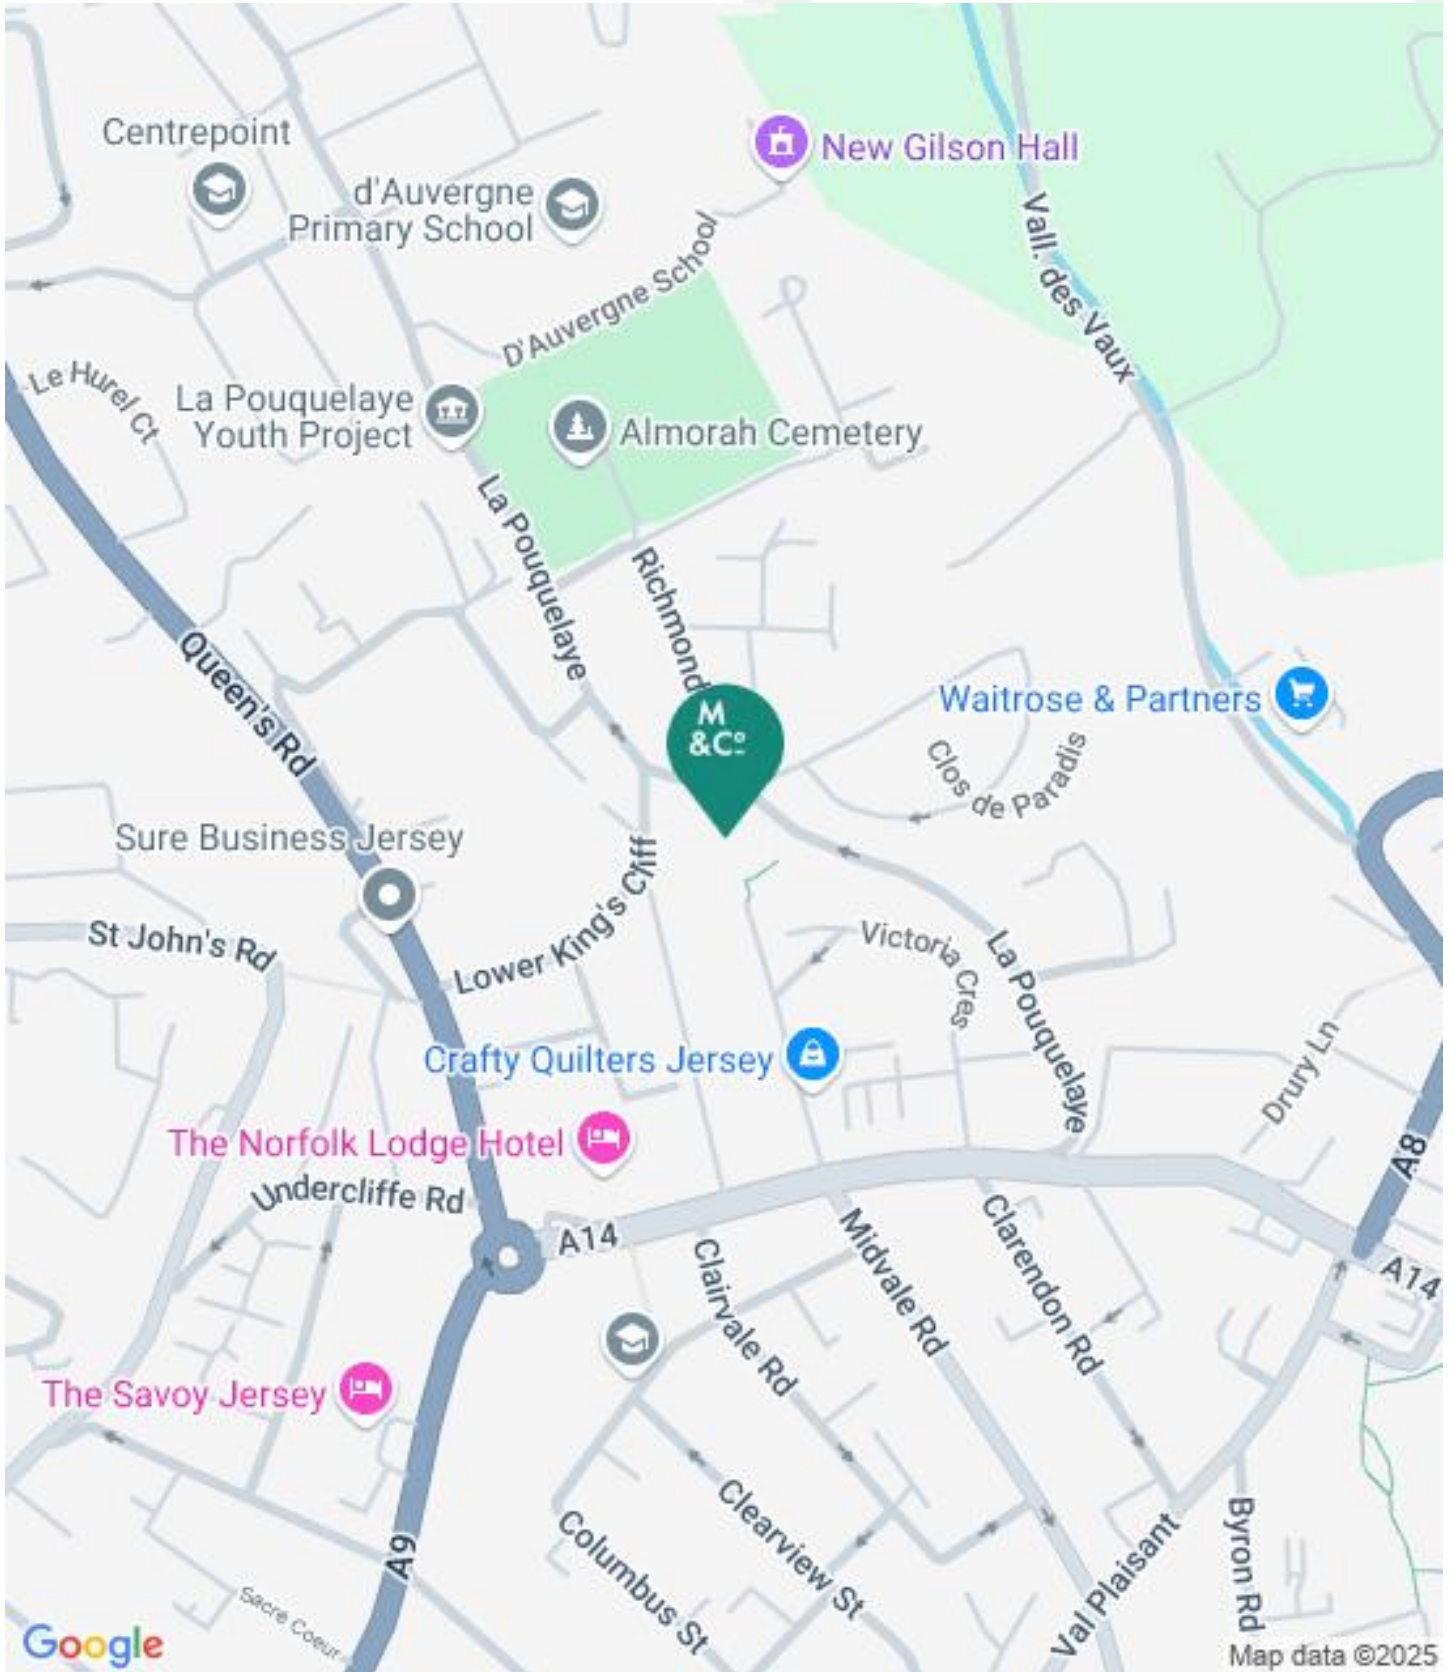 Centrepoint
New Gilson Hall
d'Auvergne
Primary School
Vall. des Vaux
D'Auvergne School
Le Hurel Ct
La Pouquelaye
Youth Project
Almorah Cemetery
La Pouquelaye
Richmond
Queen's Rd
M
&Co
Waitrose & Partners
Clos de Paradis
Sure Business Jersey
Lower King's Cliff
St John's Rd
Victoria Cres
La Pouquelaye
Crafty Quilters Jersey
Drury Ln
The Norfolk Lodge Hotel
Undercliffe Rd
A8
A14
Clairvale Rd
Midvale Rd
Clarendon Rd
A14
The Savoy Jersey
Clearview St
Columbus St
Val Plaisant
Byron Rd
A9
Sacre Coeur
Google
Map data ©2025